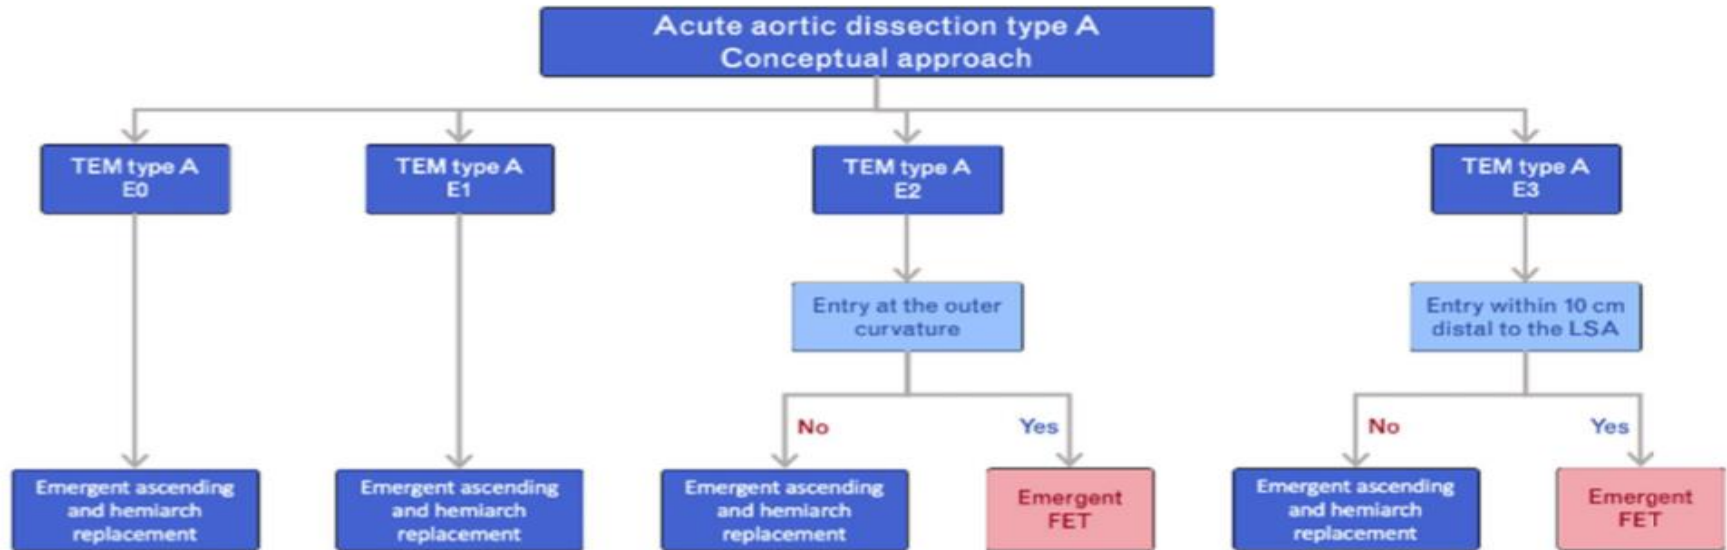 Acute aortic dissection type A
Conceptual approach
TEM type A
E0
TEM type A
E1
TEM type A
E2
TEM type A
E3
Entry at the outer
curvature
Entry within 10 cm
distal to the LSA
No
Yes
No
Yes
Emergent ascending
and hemiarch
replacement
Emergent ascending
and hemiarch
replacement
Emergent ascending
and hemiarch
replacement
Emergent
FET
Emergent ascending
and hemiarch
replacement
Emergent
FET